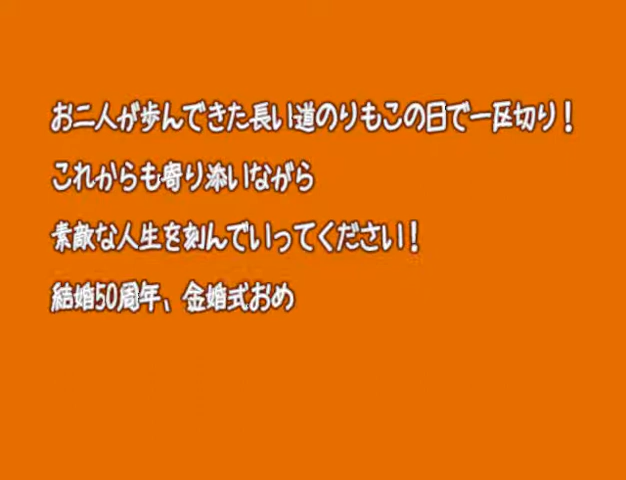 お二人が歩んできた長い道のりもこの日で一区切り!
これからも寄り添いながら
素敵な人生を刻んでいってください!
結婚50周年、金婚式おめ